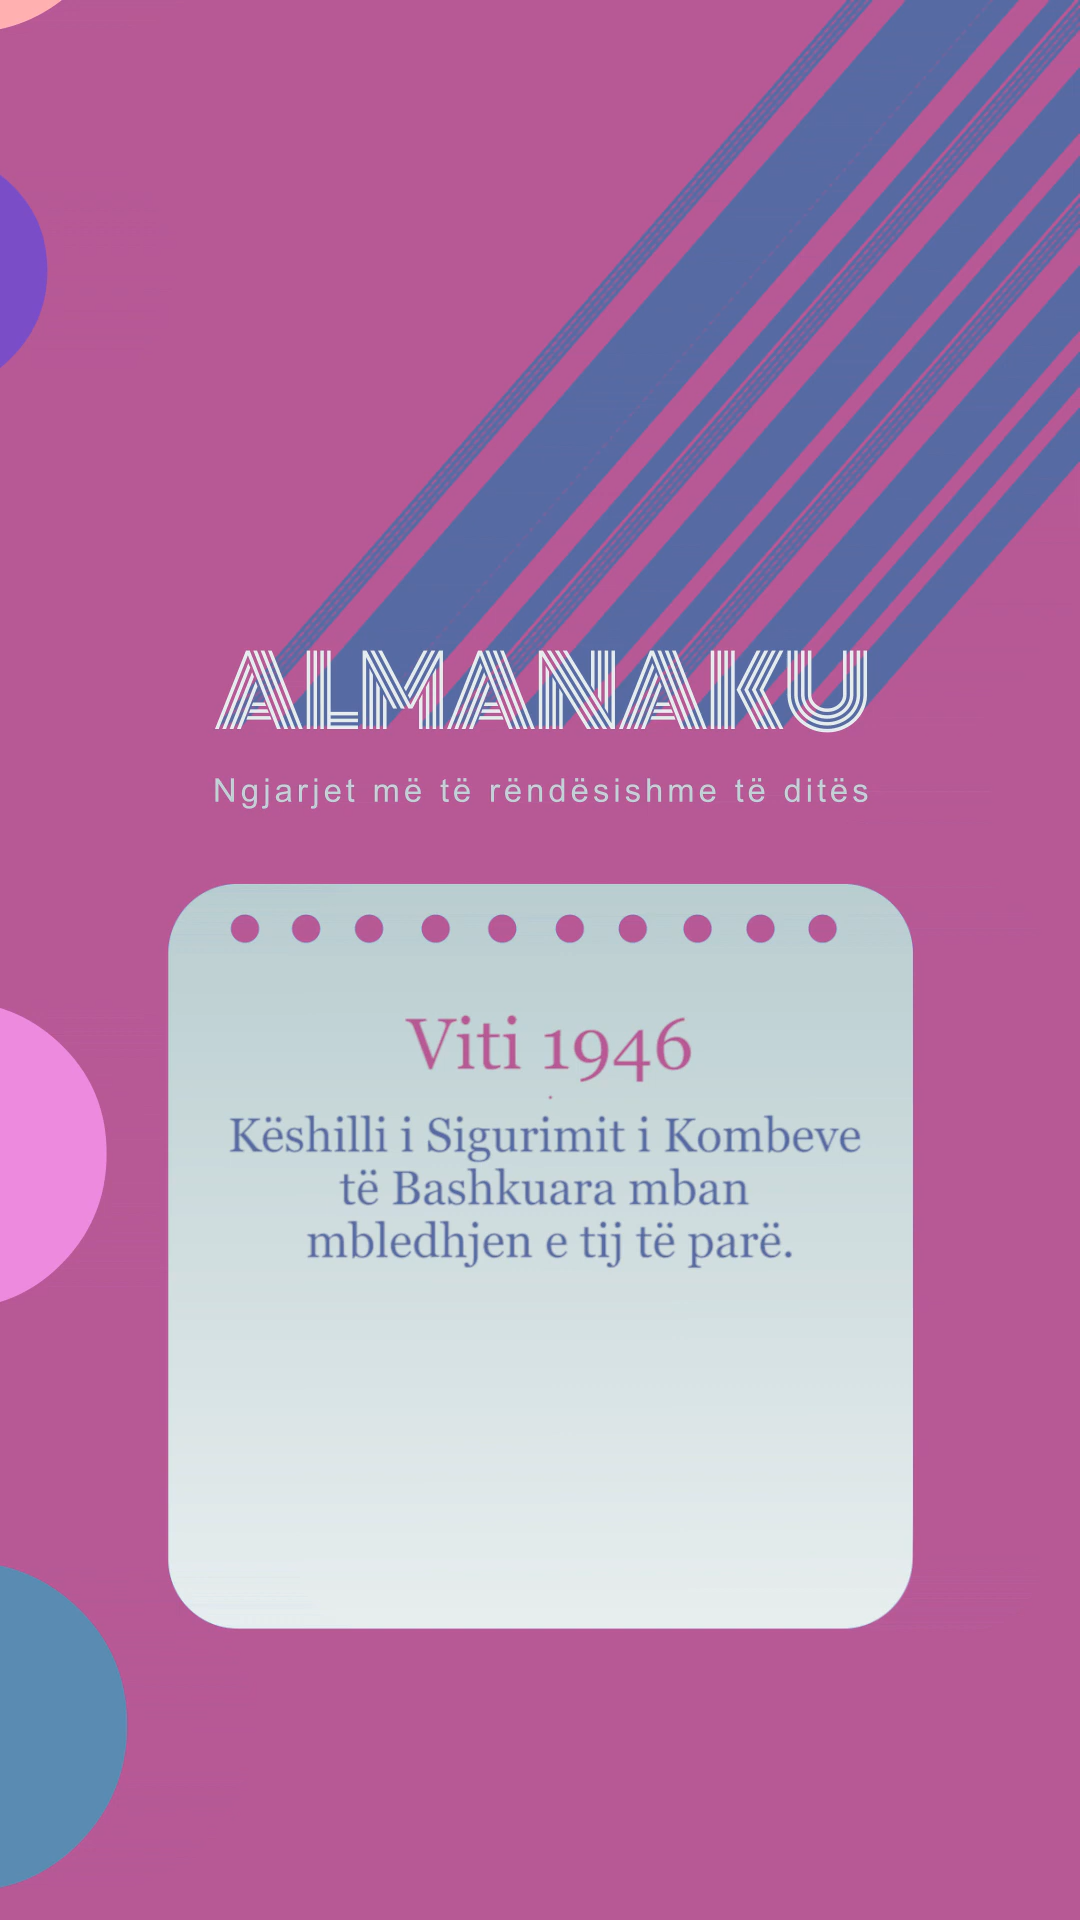 ALMANAKU
Ngjarjet më të rëndësishme të ditës
Viti 1946
Këshilli i Sigurimit i Kombeve
të Bashkuara mban
mbledhjen e tij të parë.